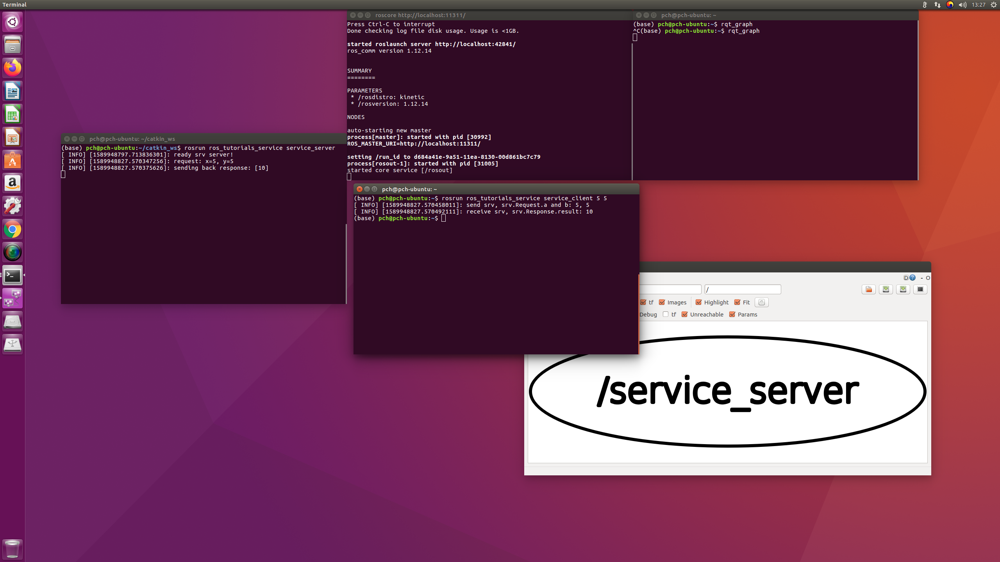 Terminal
13:27
roscore http://localhost:11311/
Press Ctrl-C to interrupt
Done checking log file disk usage. Usage is <1GB.
started roslaunch server http://localhost:42841/
ros_comm version 1.12.14
SUMMARY
========
PARAMETERS
* /rosdistro: kinetic
* /rosversion: 1.12.14
NODES
auto-starting new master
process[master]: started with pid [30992]
ROS_MASTER_URI=http://localhost:11311/
setting /run_id to d684a41e-9a51-11ea-8130-00d861bc7c79
process[rosout-1]: started with pid [31005]
started core service [/rosout]
pch@pch-ubuntu: ~
(base) pch@pch-ubuntu:~$ rqt_graph
^C(base) pch@pch-ubuntu:~$ rqt_graph
pch@pch-ubuntu: ~/catkin_ws
(base) pch@pch-ubuntu:~/catkin_ws$ rosrun ros_tutorials_service service_server
[ INFO] [1589948797.713836301]: ready srv server!
[ INFO] [1589948827.570347256]: request: x=5, y=5
[ INFO] [1589948827.570375626]: sending back response: [10]
pch@pch-ubuntu: ~
(base) pch@pch-ubuntu:~$ rosrun ros_tutorials_service service_client 5 5
[ INFO] [1589948827.570458011]: send srv, srv.Request.a and b: 5, 5
[ INFO] [1589948827.570492111]: receive srv, srv.Response.result: 10
(base) pch@pch-ubuntu:~$
D? - O
/
tf Images Highlight Fit
Debug tf Unreachable Params
/service_server